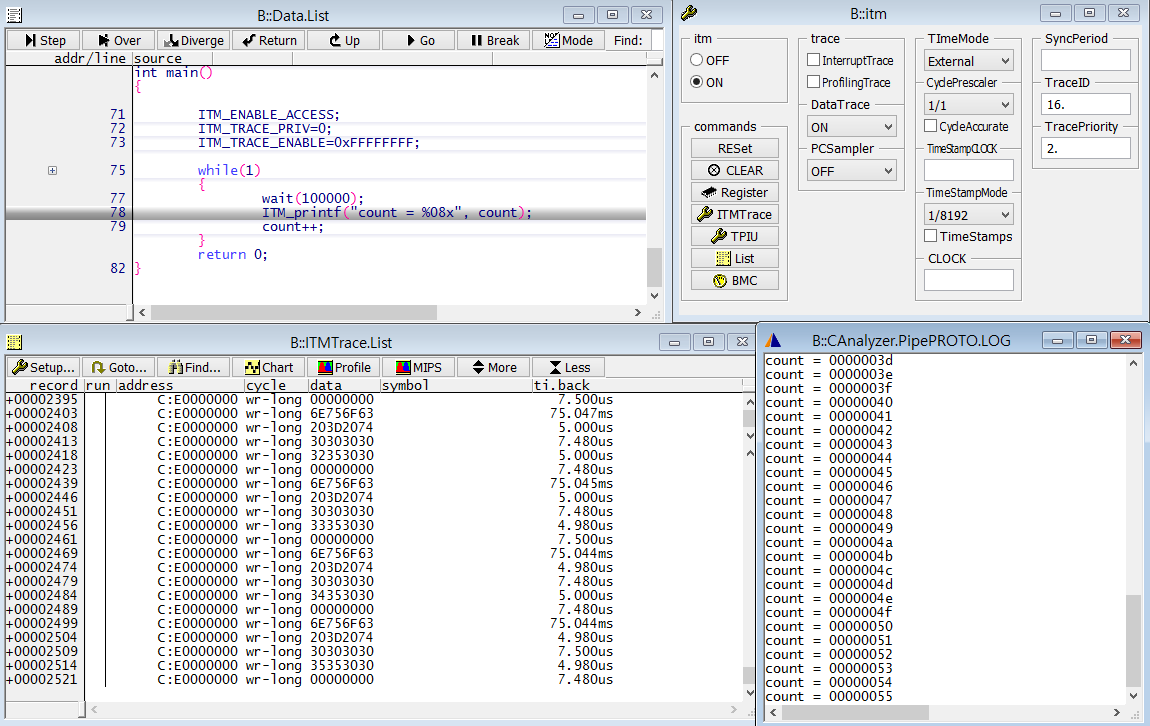 B::Data.List
Step Over Diverge Return Up Go Break Mode Find:
addr/line source
int main()
{
71 ITM_ENABLE_ACCESS;
72 ITM_TRACE_PRIV=0;
73 ITM_TRACE_ENABLE=0xFFFFFFFF;
75 while(1)
{
77 wait(100000);
78 ITM_printf("count = %08x", count);
79 count++;
}
return 0;
82 }
B::itm
itm
OFF
ON
commands
RESet
CLEAR
Register
ITMTrace
TPIU
List
BMC
trace
InterruptTrace
ProfilingTrace
DataTrace
ON
PCSampler
OFF
TImeMode
External
CyclePrescaler
1/1
CycleAccurate
TimeStampCLOCK
TimeStampMode
1/8192
TimeStamps
CLOCK
SyncPeriod
TraceID
16.
TracePriority
2.
B::ITMTrace.List
Setup... Goto... Find... Chart Profile MIPS More Less
record run address cycle data symbol ti.back
+00002395 C:E0000000 wr-long 00000000 7.500us
+00002403 C:E0000000 wr-long 6E756F63 75.047ms
+00002408 C:E0000000 wr-long 203D2074 5.000us
+00002413 C:E0000000 wr-long 30303030 7.480us
+00002418 C:E0000000 wr-long 32353030 5.000us
+00002423 C:E0000000 wr-long 00000000 7.480us
+00002439 C:E0000000 wr-long 6E756F63 75.045ms
+00002446 C:E0000000 wr-long 203D2074 5.000us
+00002451 C:E0000000 wr-long 30303030 7.480us
+00002456 C:E0000000 wr-long 33353030 4.980us
+00002461 C:E0000000 wr-long 00000000 7.500us
+00002469 C:E0000000 wr-long 6E756F63 75.044ms
+00002474 C:E0000000 wr-long 203D2074 4.980us
+00002479 C:E0000000 wr-long 30303030 7.480us
+00002484 C:E0000000 wr-long 34353030 5.000us
+00002489 C:E0000000 wr-long 00000000 7.480us
+00002499 C:E0000000 wr-long 6E756F63 75.044ms
+00002504 C:E0000000 wr-long 203D2074 4.980us
+00002509 C:E0000000 wr-long 30303030 7.500us
+00002514 C:E0000000 wr-long 35353030 4.980us
+00002521 C:E0000000 wr-long 00000000 7.480us
B::CAnalyzer.PipePROTO.LOG
count = 0000003d
count = 0000003e
count = 0000003f
count = 00000040
count = 00000041
count = 00000042
count = 00000043
count = 00000044
count = 00000045
count = 00000046
count = 00000047
count = 00000048
count = 00000049
count = 0000004a
count = 0000004b
count = 0000004c
count = 0000004d
count = 0000004e
count = 0000004f
count = 00000050
count = 00000051
count = 00000052
count = 00000053
count = 00000054
count = 00000055